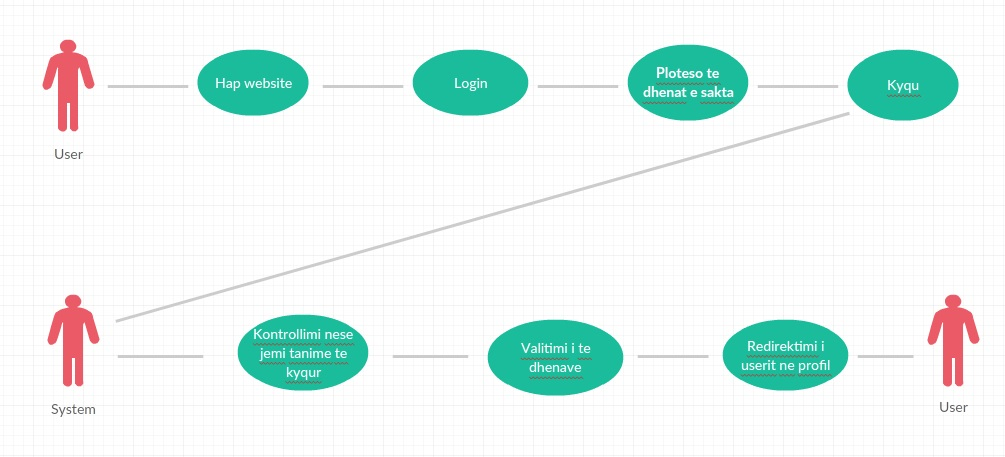 Hap website
Login
Ploteso te
dhenat e sakta
Kyqu
User
Kontrollimi nese
jemi tanime te
kyqur
Valitimi i te
dhenave
Redirektimi i
userit ne profil
System
User